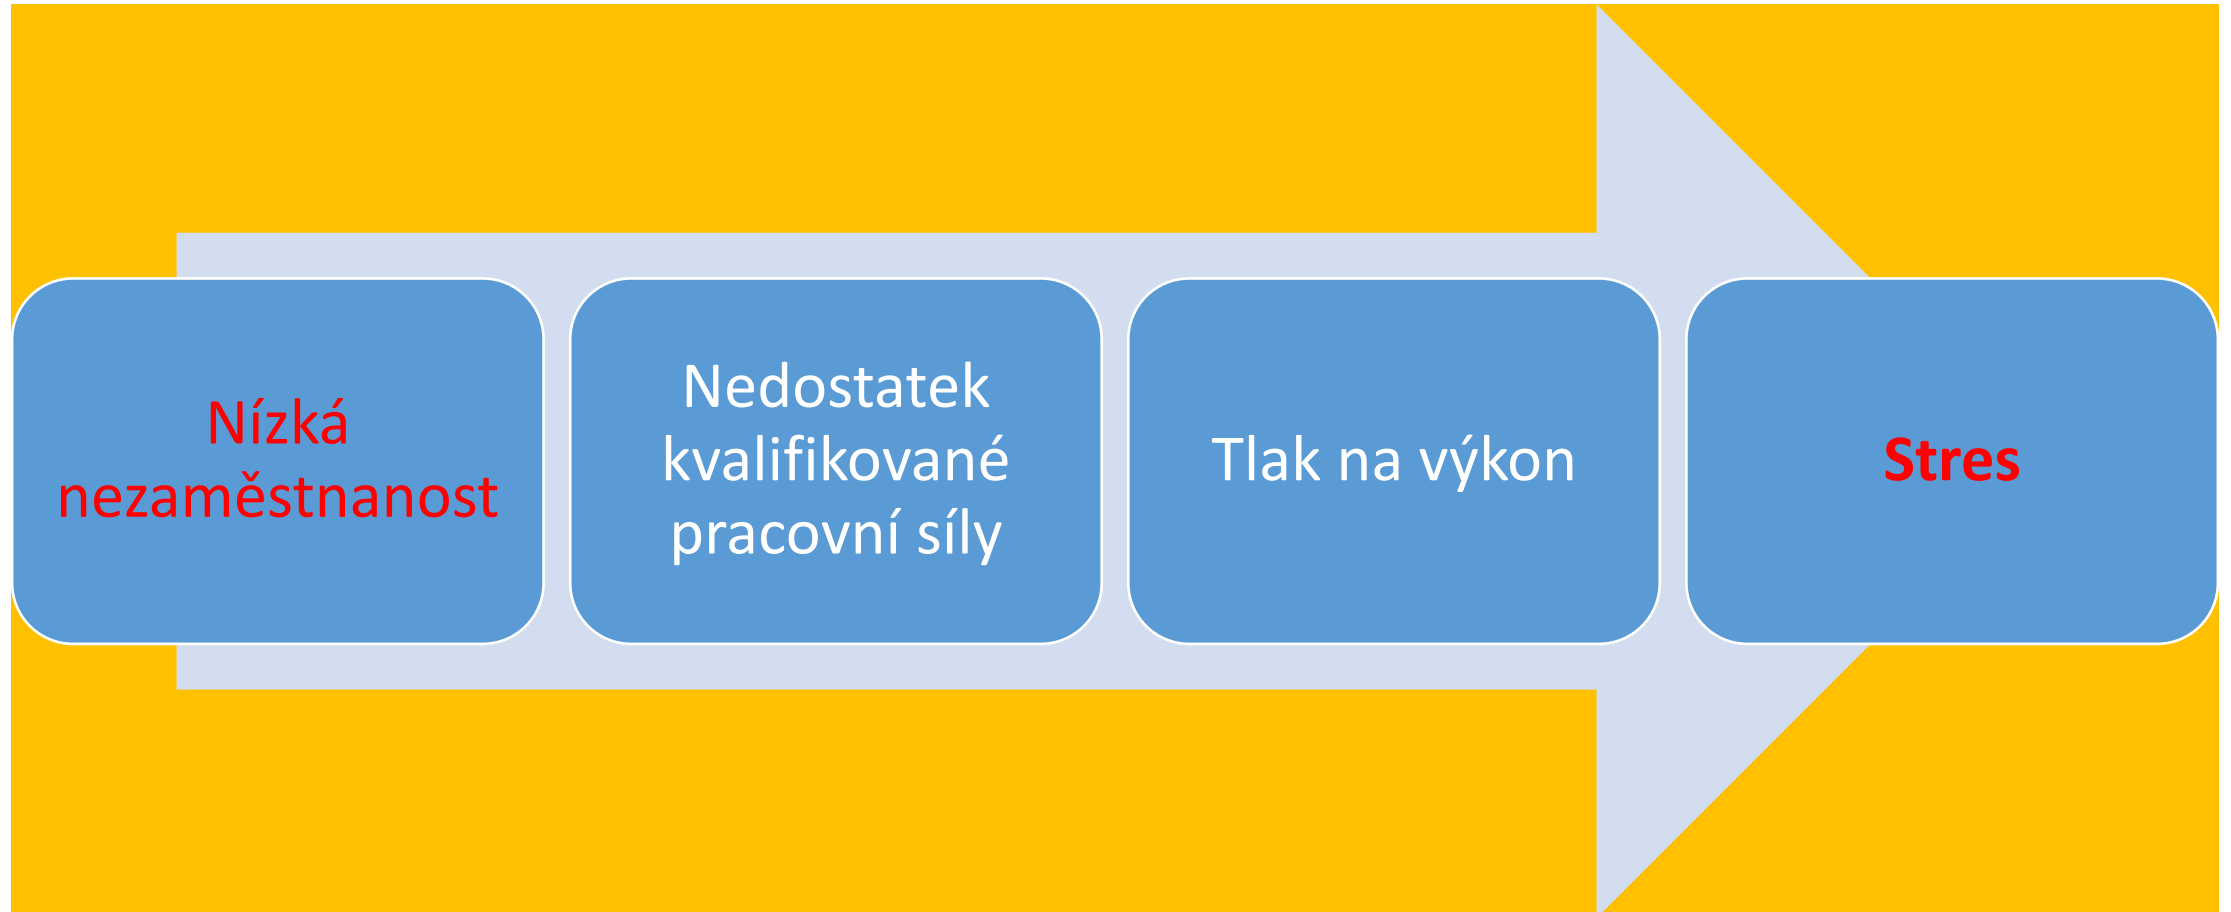 Nízká
nezaměstnanost
Nedostatek
kvalifikované
pracovní síly
Tlak na výkon
Stres